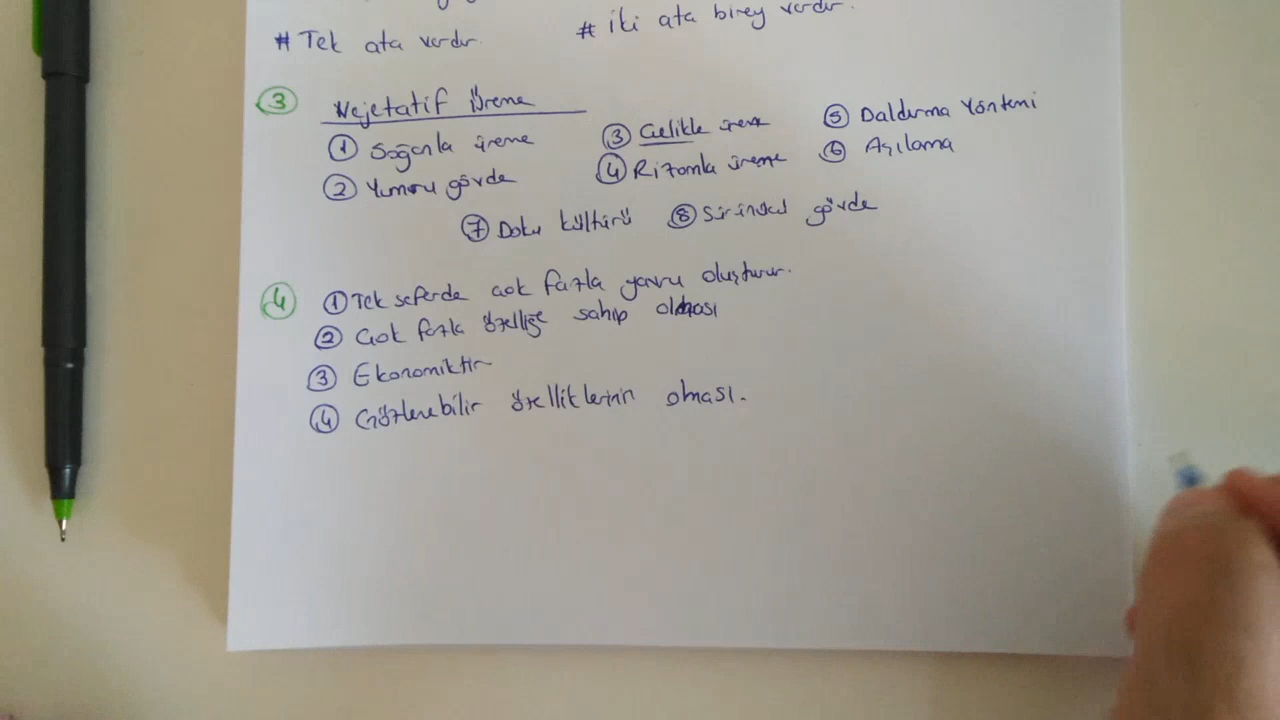 # Tek ata vardır.
# iki ata birey vardır.
3 Vejetatif Üreme
1 Soğanla üreme
2 Yumru gövde
3 Çelikle üreme
4 Rizomla üreme
5 Daldırma Yöntemi
6 Aşılama
7 Doku kültürü
8 Sürünücü gövde
4 1 Tek seferde çok fazla yavru oluşturur.
2 Çok fazla özelliğe sahip olması
3 Ekonomiktir
4 Gözlenebilir özelliklerinin olması.